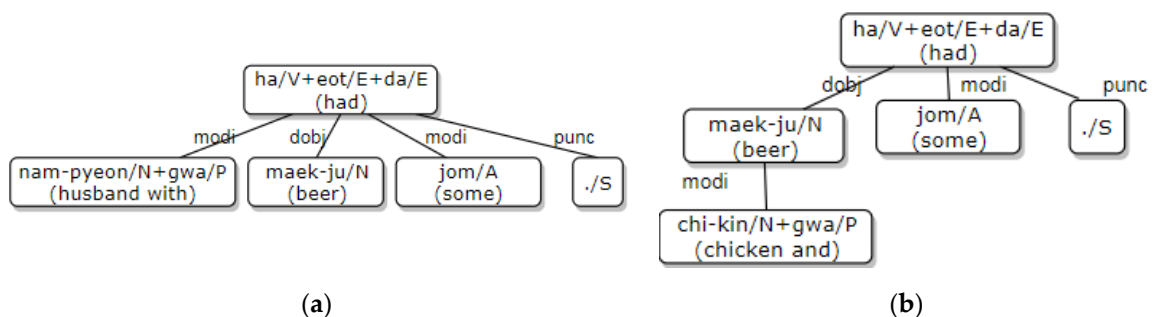 ha/V+eot/E+da/E
(had)
modi
dobj
modi
punc
nam-pyeon/N+gwa/P
(husband with)
maek-ju/N
(beer)
jom/A
(some)
./S
(a)
ha/V+eot/E+da/E
(had)
dobj
modi
punc
maek-ju/N
(beer)
jom/A
(some)
./S
modi
chi-kin/N+gwa/P
(chicken and)
(b)